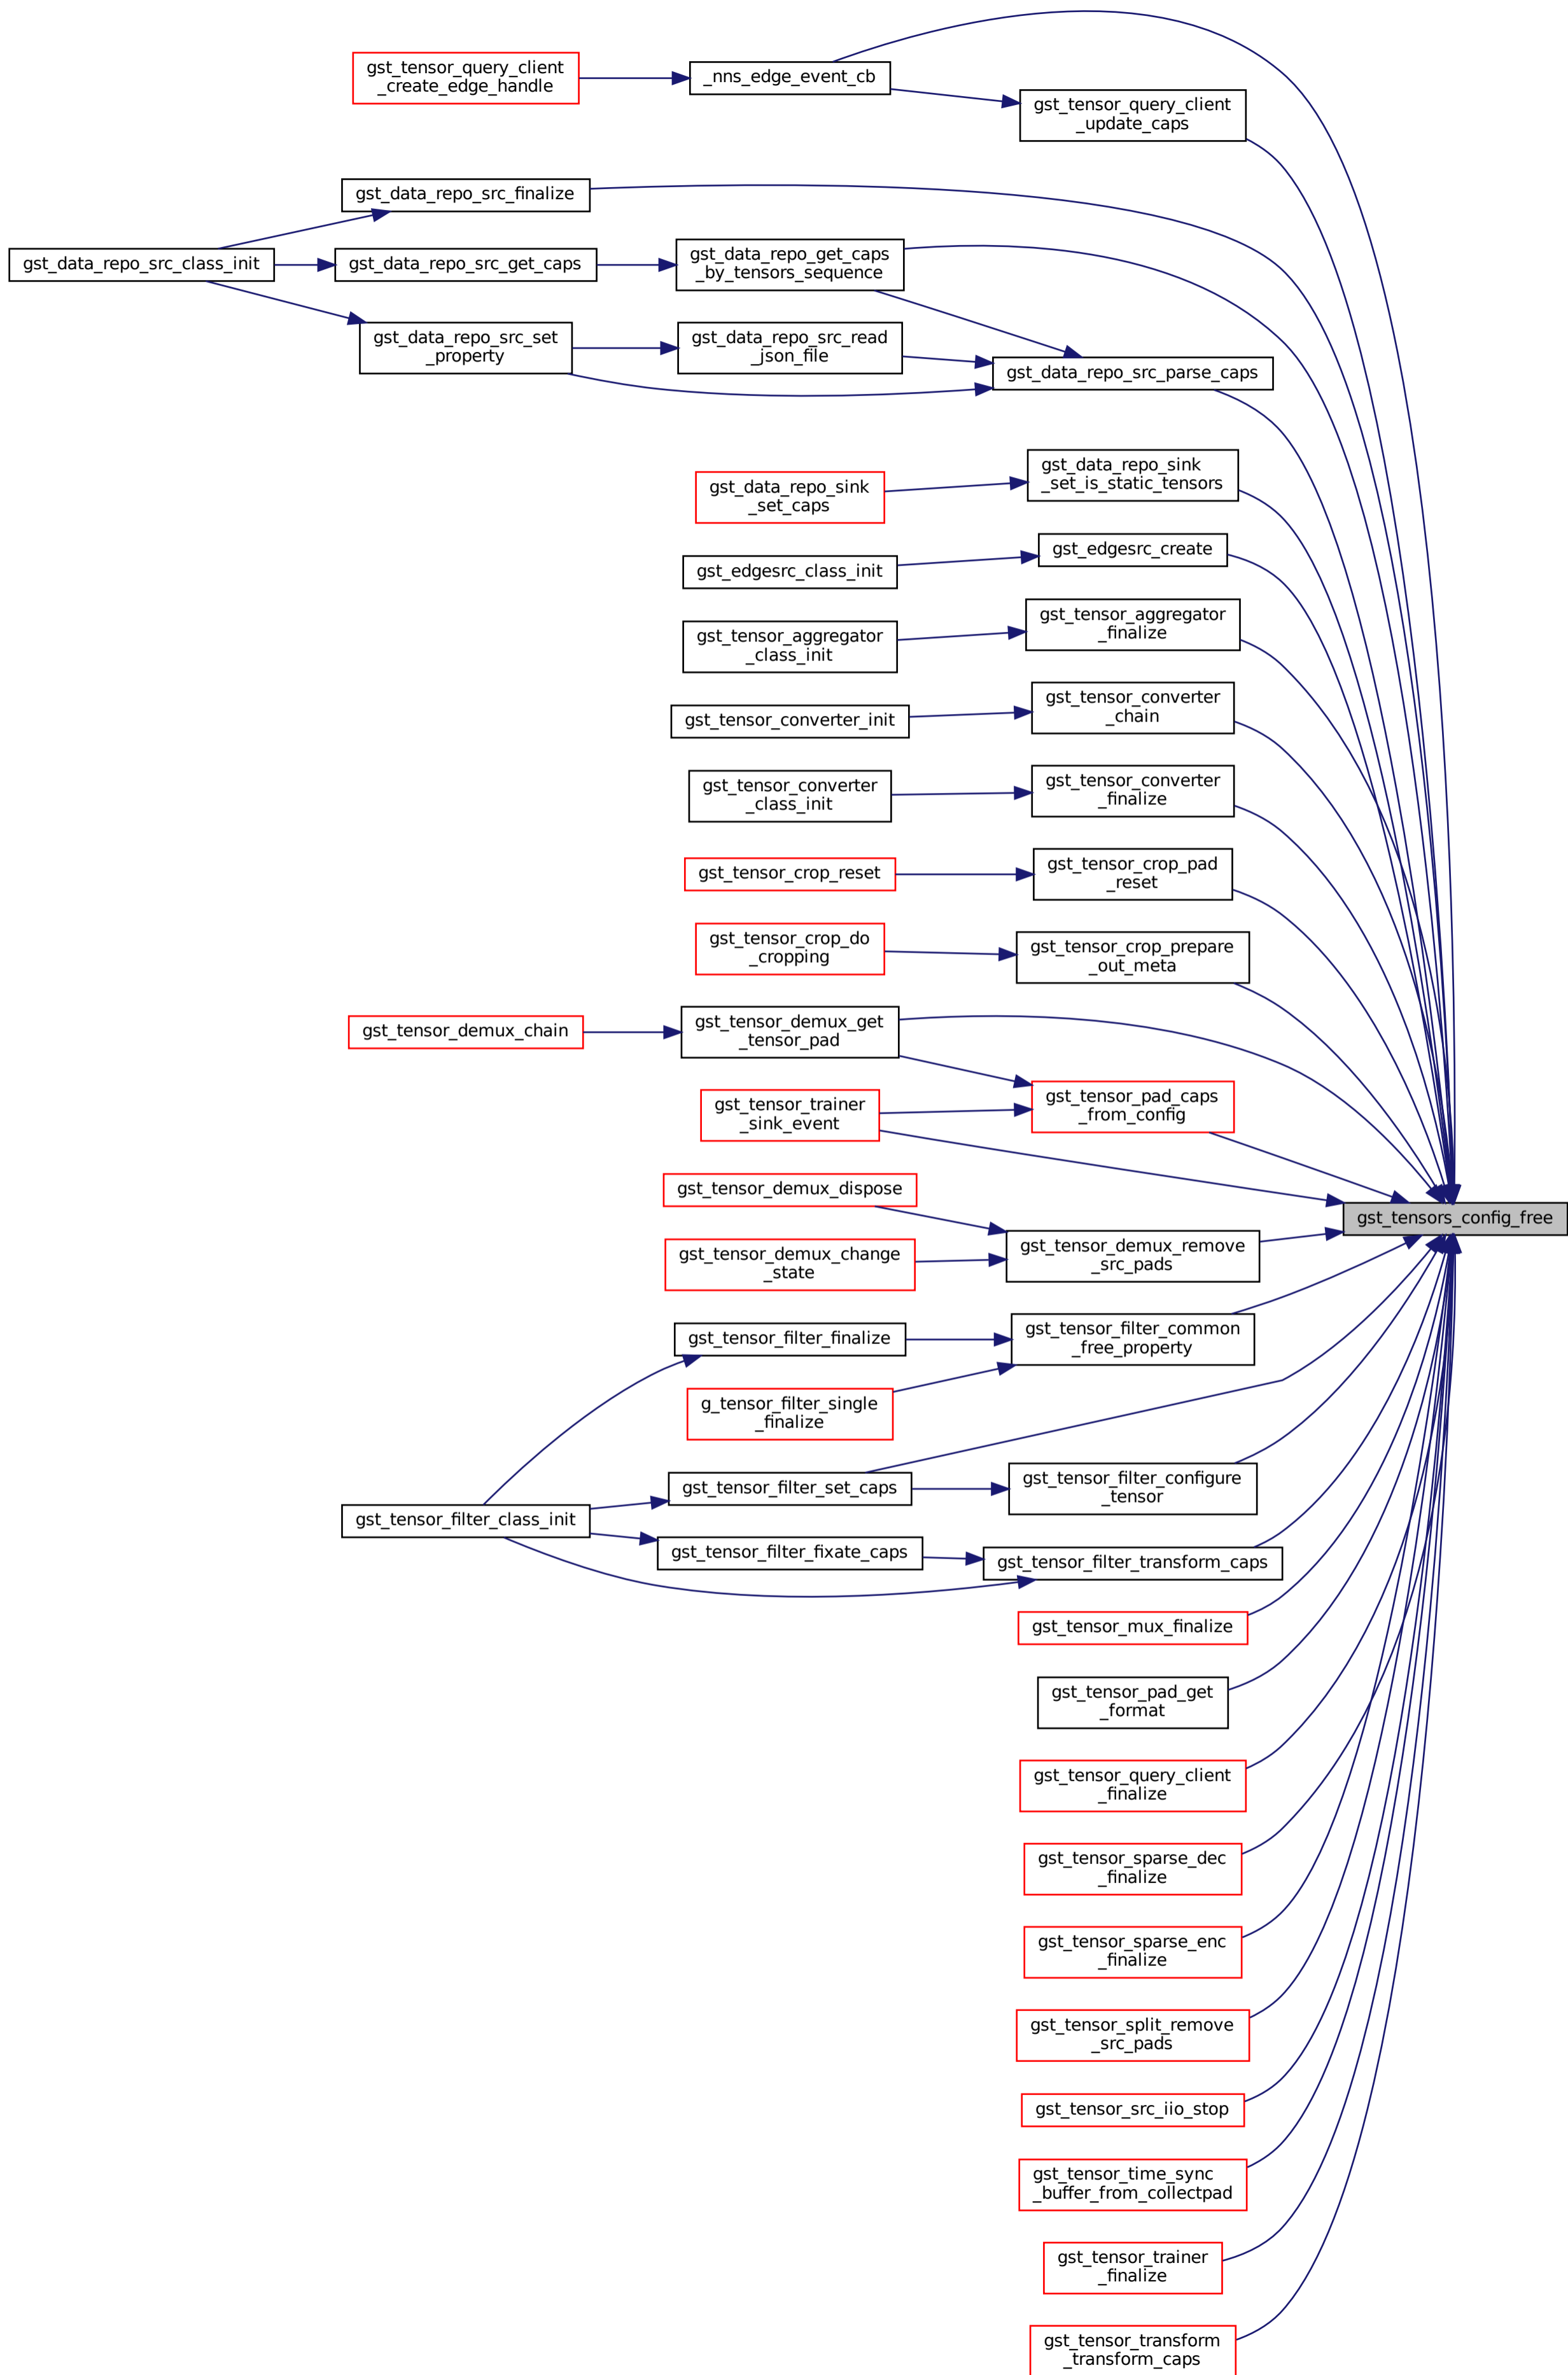 gst_tensor_query_client
_create_edge_handle
_nns_edge_event_cb
gst_tensor_query_client
_update_caps
gst_data_repo_src_finalize
gst_data_repo_src_class_init
gst_data_repo_src_get_caps
gst_data_repo_get_caps
_by_tensors_sequence
gst_data_repo_src_set
_property
gst_data_repo_src_read
_json_file
gst_data_repo_src_parse_caps
gst_data_repo_sink
_set_caps
gst_data_repo_sink
_set_is_static_tensors
gst_edgesrc_class_init
gst_edgesrc_create
gst_tensor_aggregator
_class_init
gst_tensor_aggregator
_finalize
gst_tensor_converter_init
gst_tensor_converter
_chain
gst_tensor_converter
_class_init
gst_tensor_converter
_finalize
gst_tensor_crop_reset
gst_tensor_crop_pad
_reset
gst_tensor_crop_do
_cropping
gst_tensor_crop_prepare
_out_meta
gst_tensor_demux_chain
gst_tensor_demux_get
_tensor_pad
gst_tensor_trainer
_sink_event
gst_tensor_pad_caps
_from_config
gst_tensor_demux_dispose
gst_tensors_config_free
gst_tensor_demux_change
_state
gst_tensor_demux_remove
_src_pads
gst_tensor_filter_finalize
gst_tensor_filter_common
_free_property
g_tensor_filter_single
_finalize
gst_tensor_filter_set_caps
gst_tensor_filter_configure
_tensor
gst_tensor_filter_class_init
gst_tensor_filter_fixate_caps
gst_tensor_filter_transform_caps
gst_tensor_mux_finalize
gst_tensor_pad_get
_format
gst_tensor_query_client
_finalize
gst_tensor_sparse_dec
_finalize
gst_tensor_sparse_enc
_finalize
gst_tensor_split_remove
_src_pads
gst_tensor_src_iio_stop
gst_tensor_time_sync
_buffer_from_collectpad
gst_tensor_trainer
_finalize
gst_tensor_transform
_transform_caps